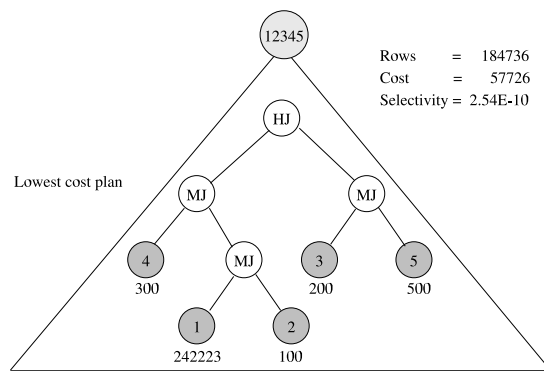 12345
Rows = 184736
Cost = 57726
Selectivity = 2.54E-10
HJ
Lowest cost plan
MJ MJ
4 MJ 3 5
300 200 500
1 2
242223 100